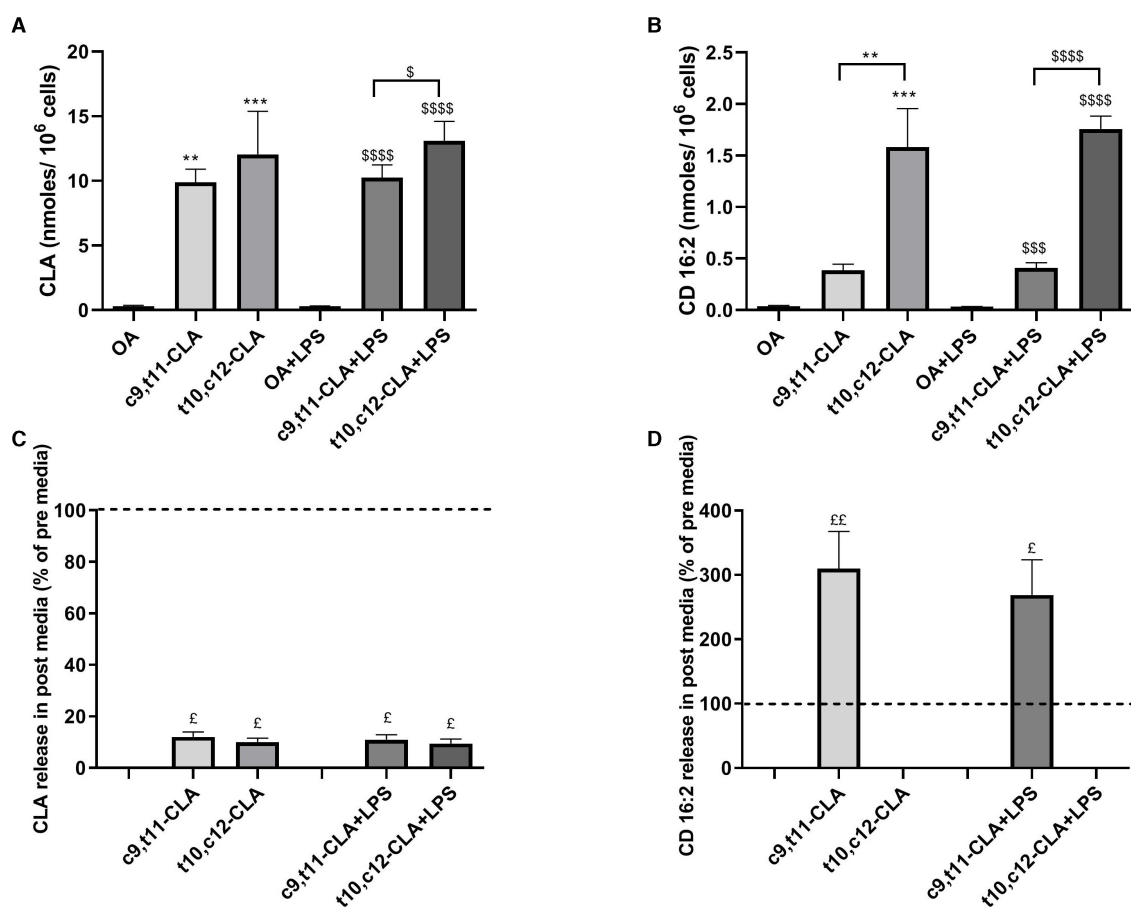 A
CLA (nmoles/ 10⁶ cells)
20
15
10
5
0
**
***
$$$$
$
$$$$
OA
c9,t11-CLA
t10,c12-CLA
OA+LPS
c9,t11-CLA+LPS
t10,c12-CLA+LPS
B
CD 16:2 (nmoles/ 10⁶ cells)
2.5
2.0
1.5
1.0
0.5
0.0
**
***
$$$
$$$$
$$$$
OA
c9,t11-CLA
t10,c12-CLA
OA+LPS
c9,t11-CLA+LPS
t10,c12-CLA+LPS
C
CLA release in post media (% of pre media)
100
80
60
40
20
0
£
£
£
£
c9,t11-CLA
t10,c12-CLA
c9,t11-CLA+LPS
t10,c12-CLA+LPS
D
CD 16:2 release in post media (% of pre media)
400
300
200
100
0
££
£
c9,t11-CLA
t10,c12-CLA
c9,t11-CLA+LPS
t10,c12-CLA+LPS